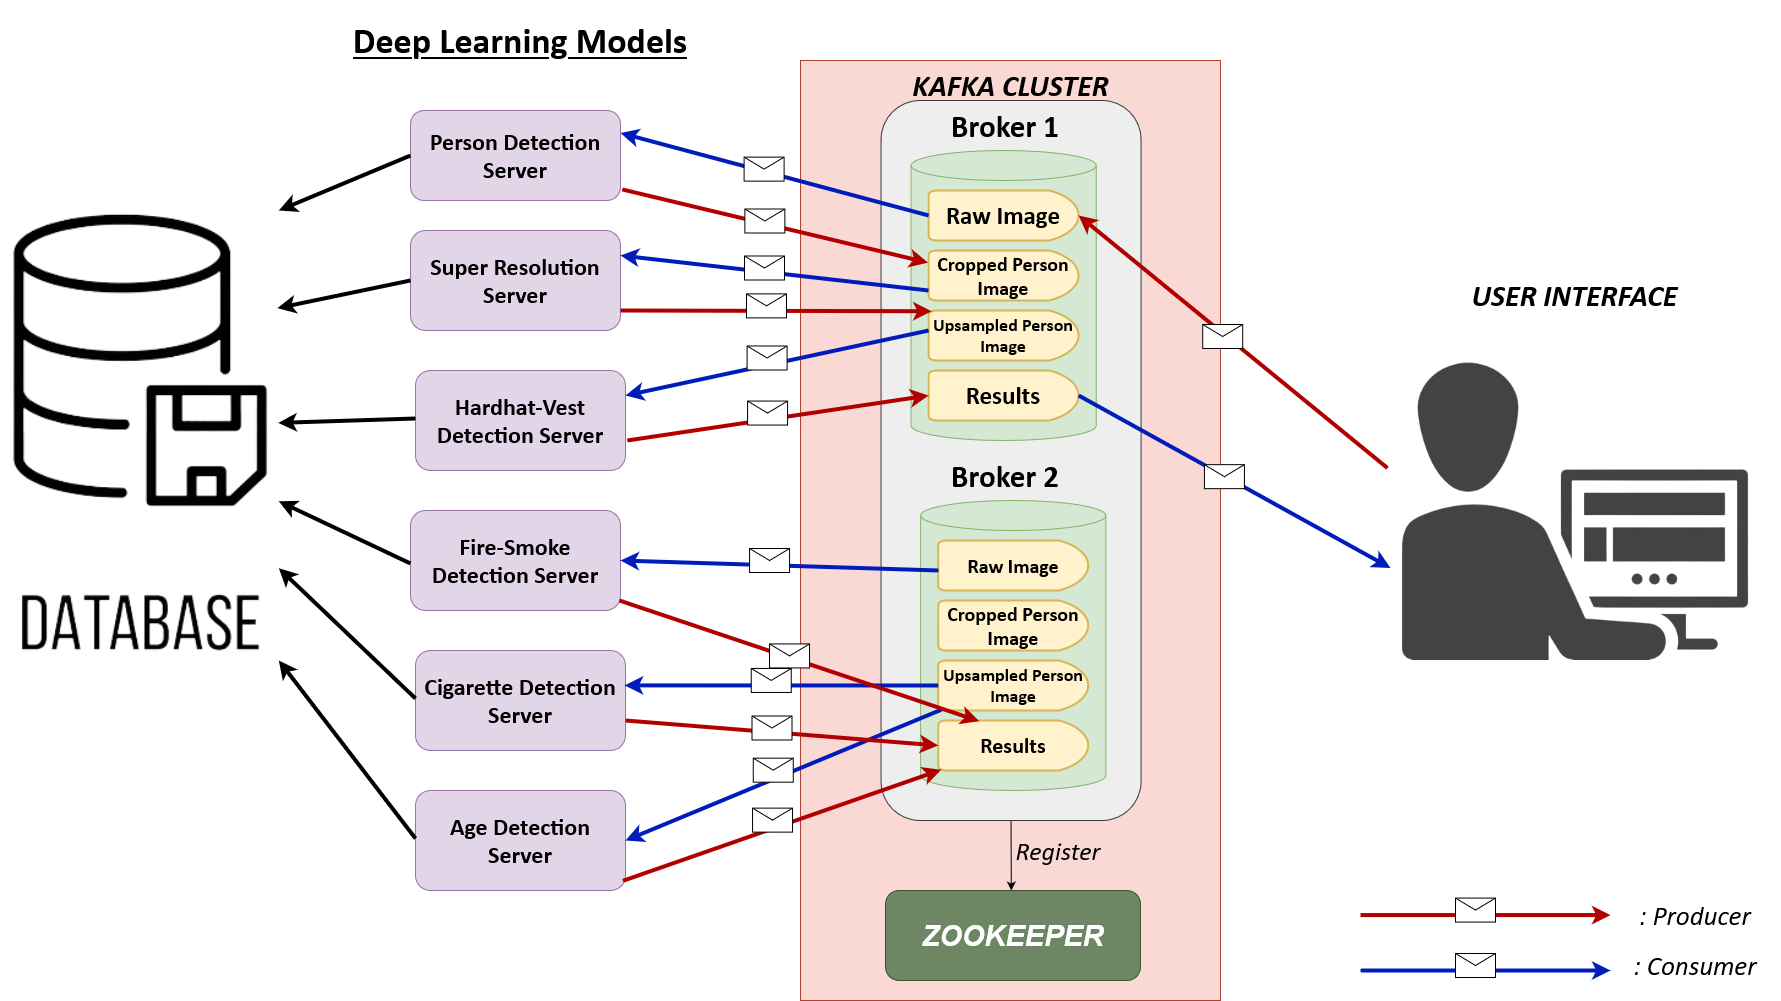 Deep Learning Models
KAFKA CLUSTER
Broker 1
Person Detection
Server
Raw Image
Super Resolution
Server
Cropped Person
Image
Upsampled Person
Image
Hardhat-Vest
Detection Server
Results
USER INTERFACE
Broker 2
Fire-Smoke
Detection Server
Raw Image
Cropped Person
Image
DATABASE
Cigarette Detection
Server
Upsampled Person
Image
Results
Age Detection
Server
Register
ZOOKEEPER
: Producer
: Consumer